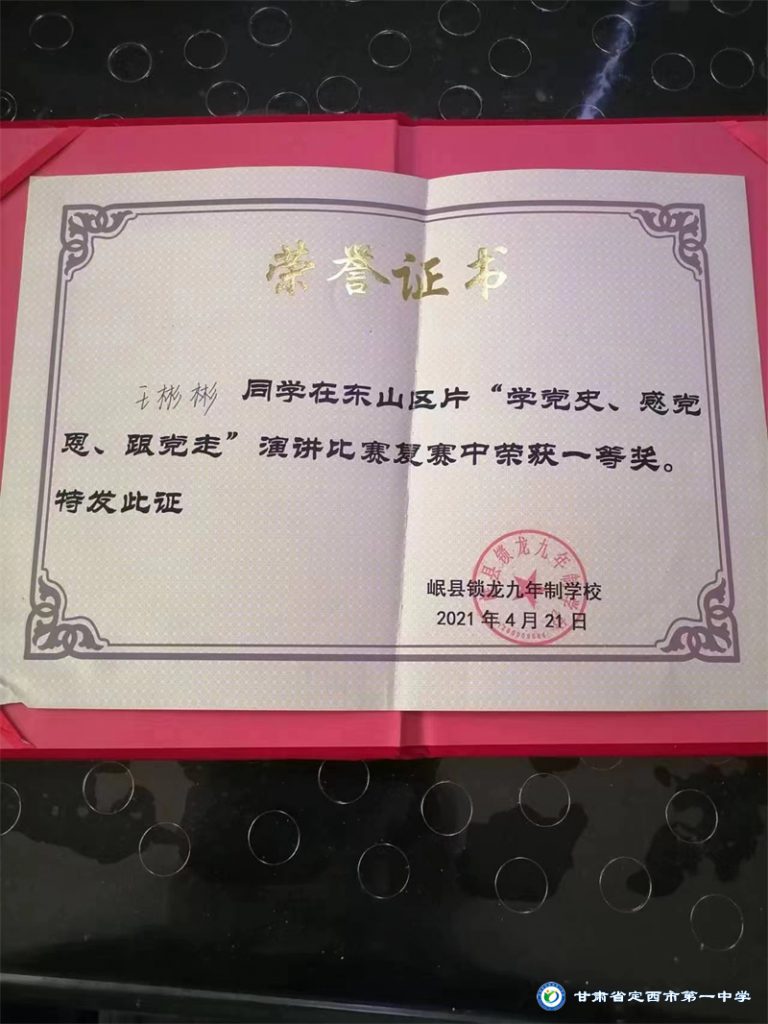 荣誉证书
王彬彬 同学在东山区片“学党史、感党
恩、跟党走”演讲比赛复赛中荣获一等奖。
特发此证
岷县锁龙九年制学校
2021年4月21日
甘肃省定西市第一中学